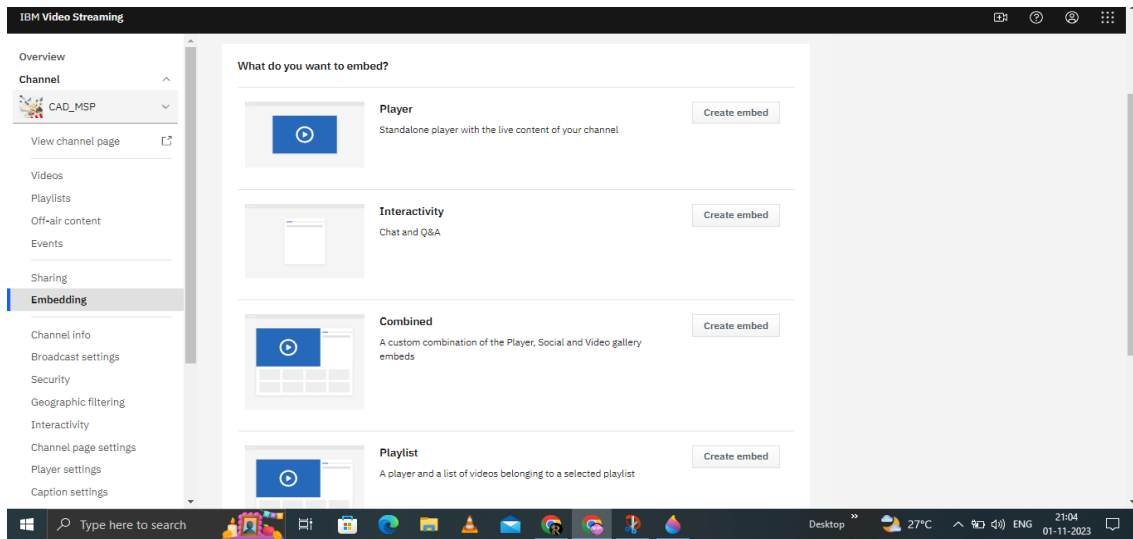 IBM Video Streaming
Overview
Channel
CAD_MSP
View channel page
Videos
Playlists
Off-air content
Events
Sharing
Embedding
Channel info
Broadcast settings
Security
Geographic filtering
Interactivity
Channel page settings
Player settings
Caption settings
What do you want to embed?
Player
Standalone player with the live content of your channel
Create embed
Interactivity
Chat and Q&A
Create embed
Combined
A custom combination of the Player, Social and Video gallery
embeds
Create embed
Playlist
A player and a list of videos belonging to a selected playlist
Create embed
Type here to search
Desktop
27°C
ENG
21:04
01-11-2023